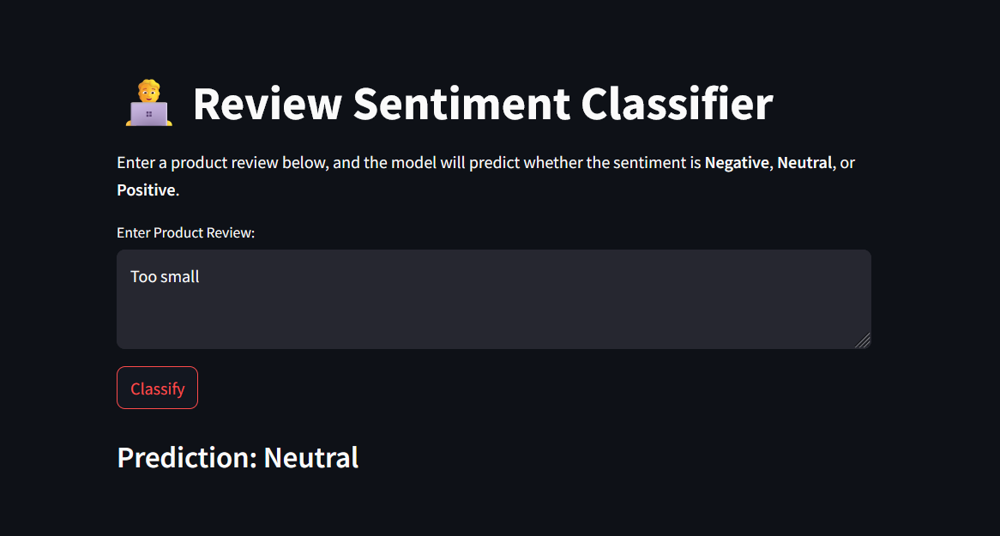 Review Sentiment Classifier
Enter a product review below, and the model will predict whether the sentiment is Negative, Neutral, or
Positive.
Enter Product Review:
Too small
Classify
Prediction: Neutral